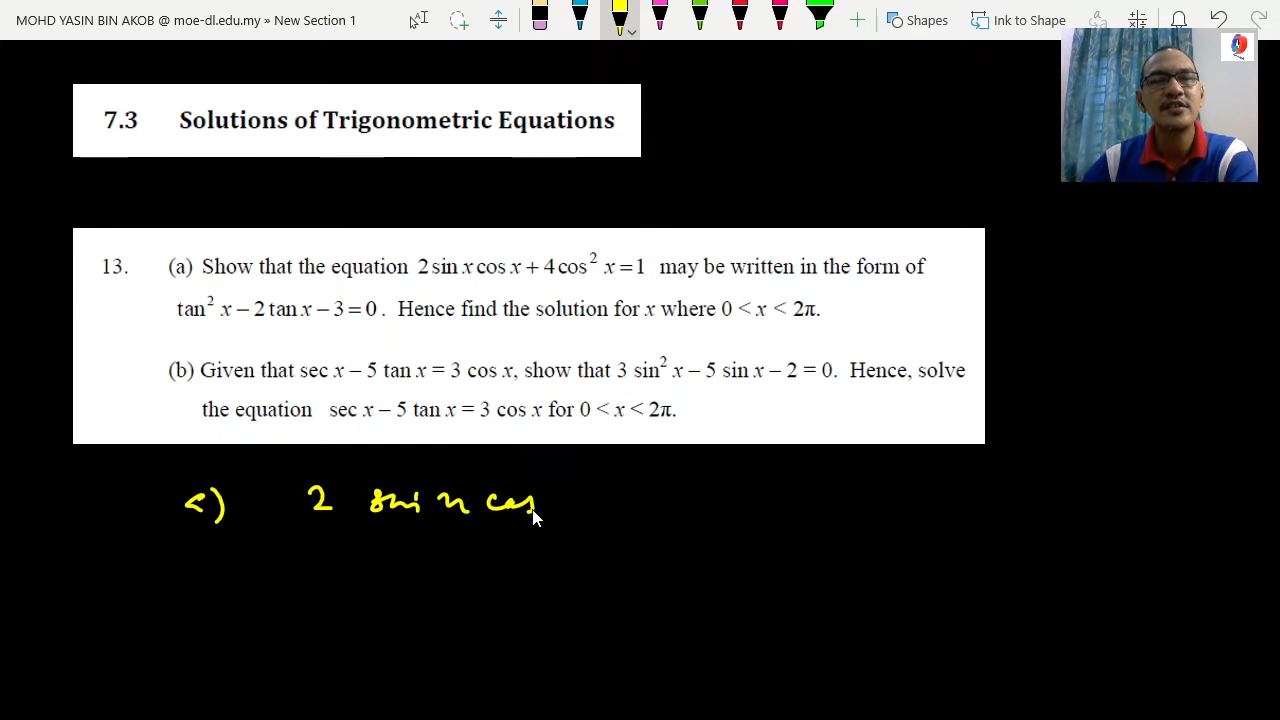 MOHD YASIN BIN AKOB @ moe-dl.edu.my » New Section 1
Shapes Ink to Shape
7.3 Solutions of Trigonometric Equations
13. (a) Show that the equation 2 sin x cos x + 4 cos² x = 1 may be written in the form of
tan² x − 2 tan x − 3 = 0. Hence find the solution for x where 0 < x < 2π.
(b) Given that sec x − 5 tan x = 3 cos x, show that 3 sin² x − 5 sin x − 2 = 0. Hence, solve
the equation sec x − 5 tan x = 3 cos x for 0 < x < 2π.
a) 2 sin x cos